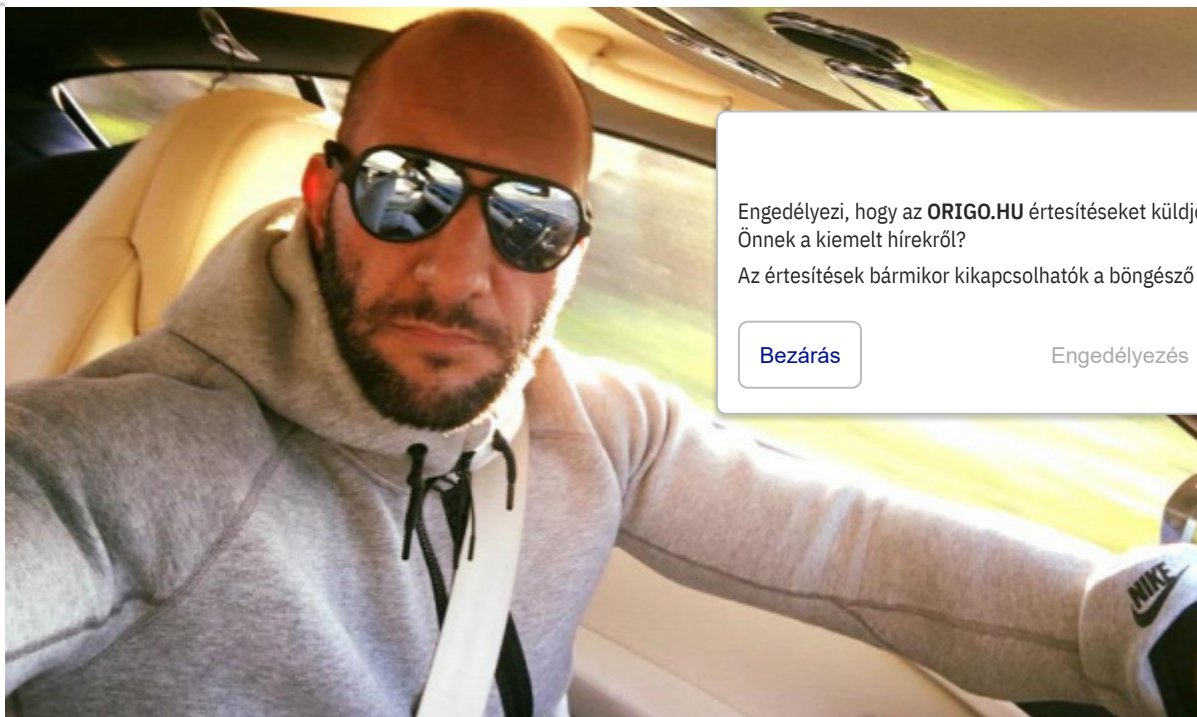 Engedélyezi, hogy az ORIGO.HU értesítéseket küldj
Önnek a kiemelt hírekről?
Az értesítések bármikor kikapcsolhatók a böngésző
Bezárás
Engedélyezés
NIKE